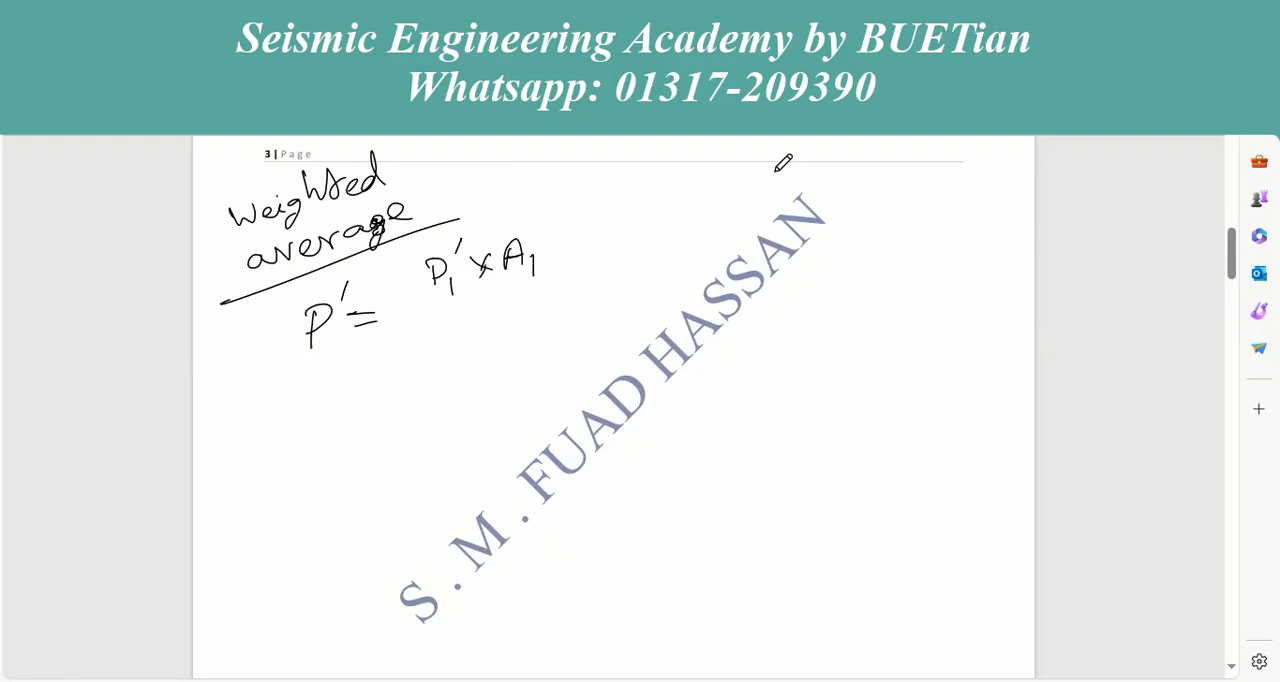 Seismic Engineering Academy by BUETian
Whatsapp: 01317-209390
3 | Page
Weighted
average
P₁' × A₁
P' =
S . M . FUAD HASSAN